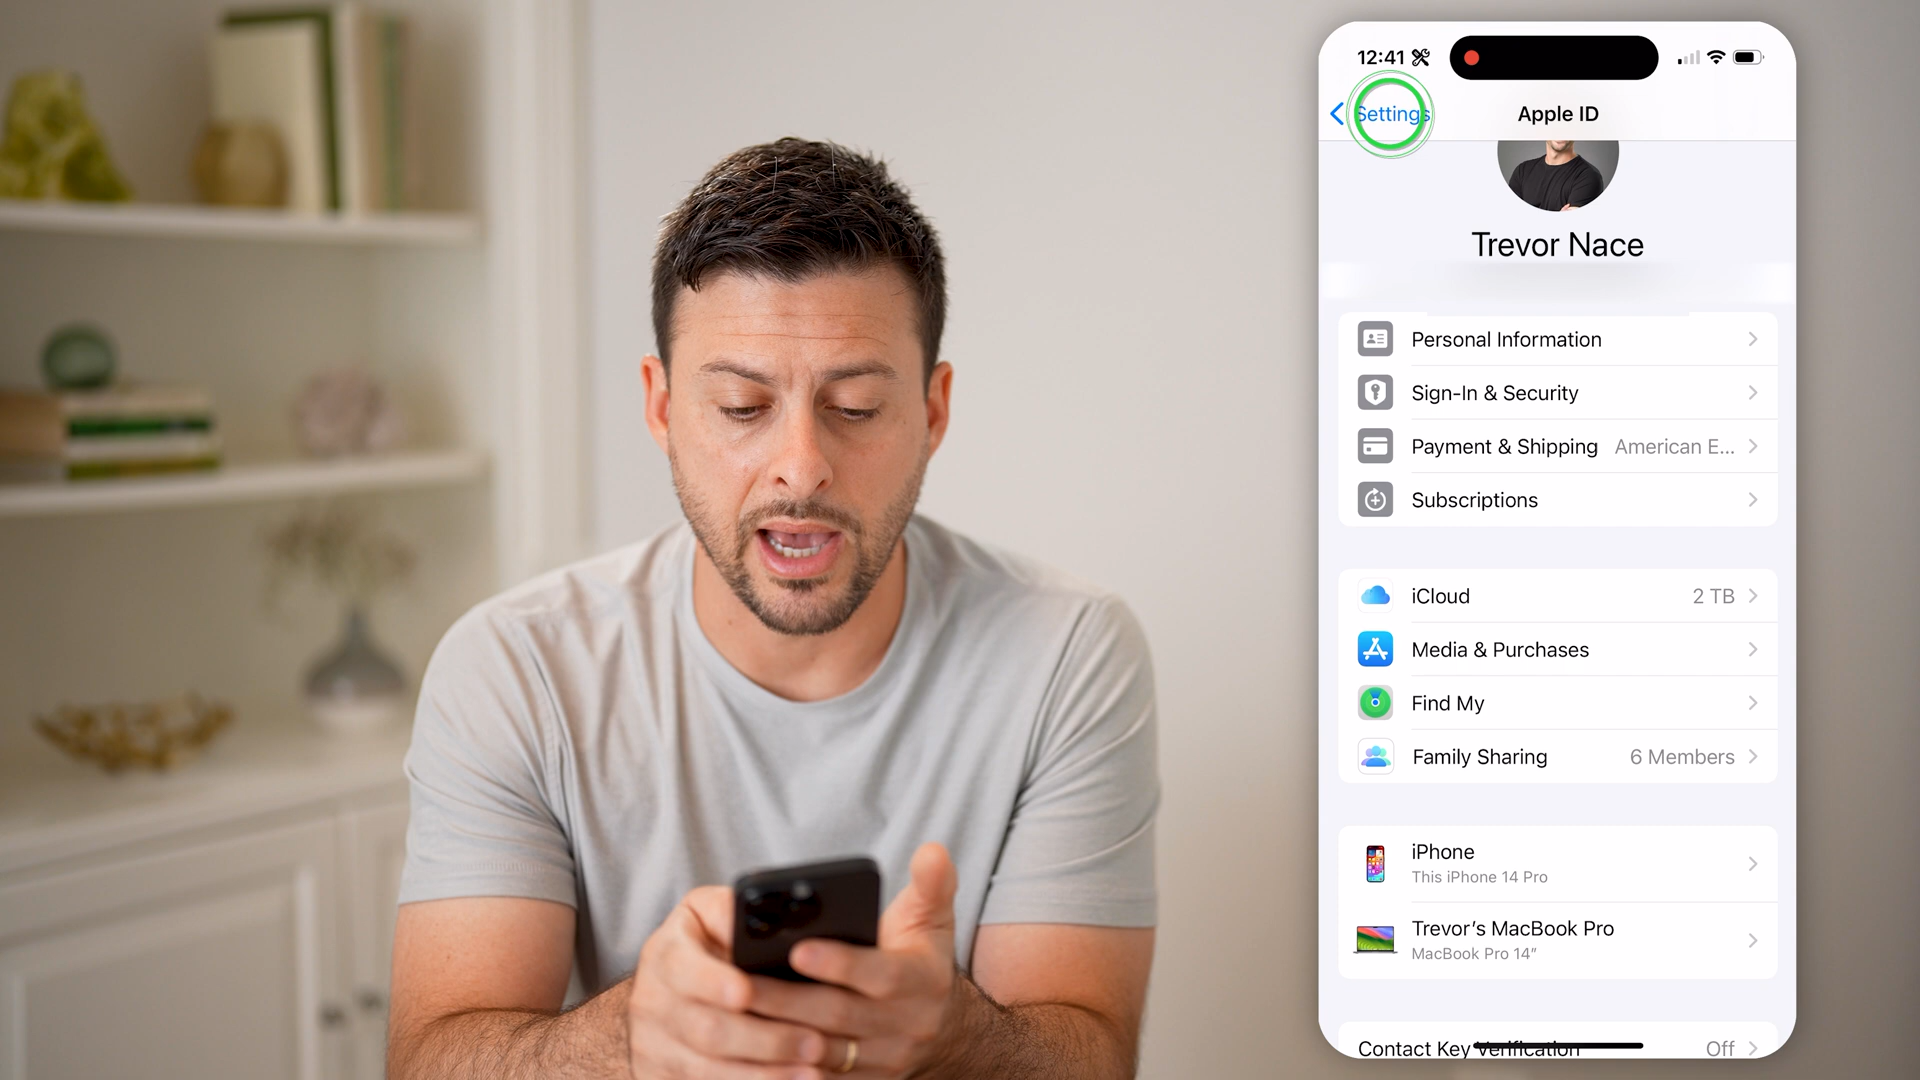 12:41
Settings
Apple ID
Trevor Nace
Personal Information
Sign-In & Security
Payment & Shipping American E...
Subscriptions
iCloud 2 TB
Media & Purchases
Find My
Family Sharing 6 Members
iPhone
This iPhone 14 Pro
Trevor's MacBook Pro
MacBook Pro 14"
Contact Key Verification Off